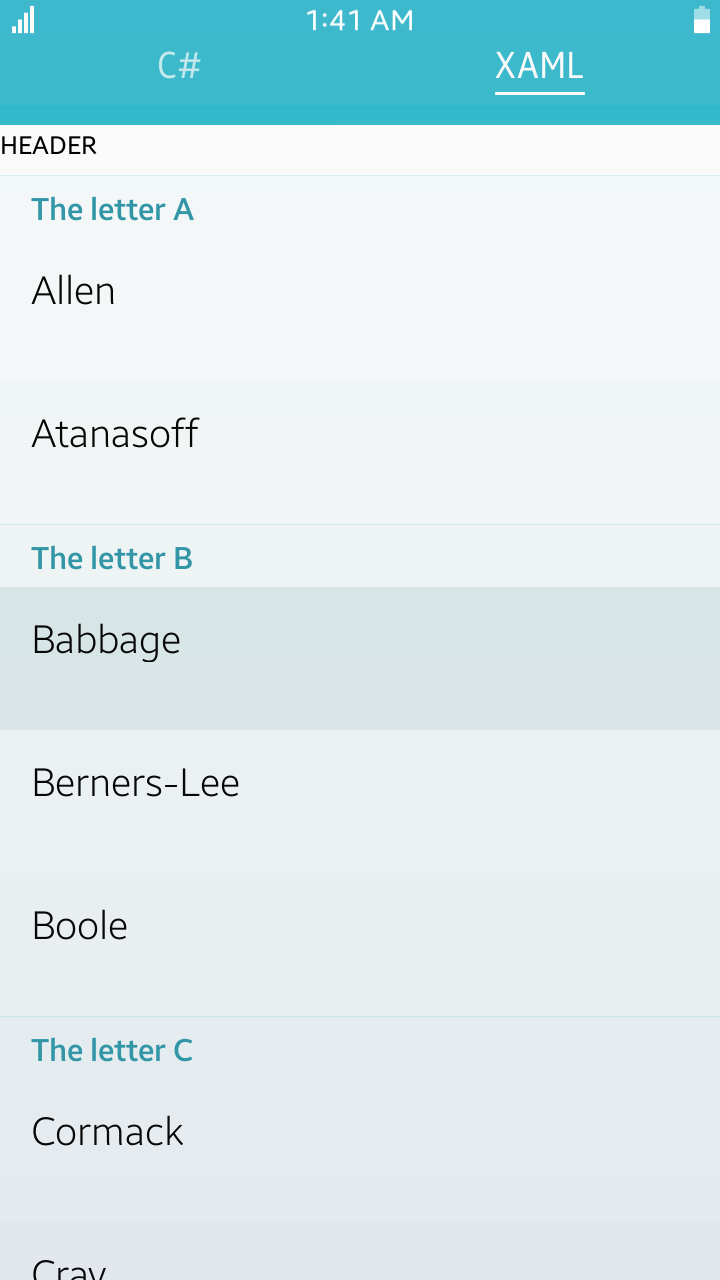 1:41 AM
C# XAML
HEADER
The letter A
Allen
Atanasoff
The letter B
Babbage
Berners-Lee
Boole
The letter C
Cormack
Cray